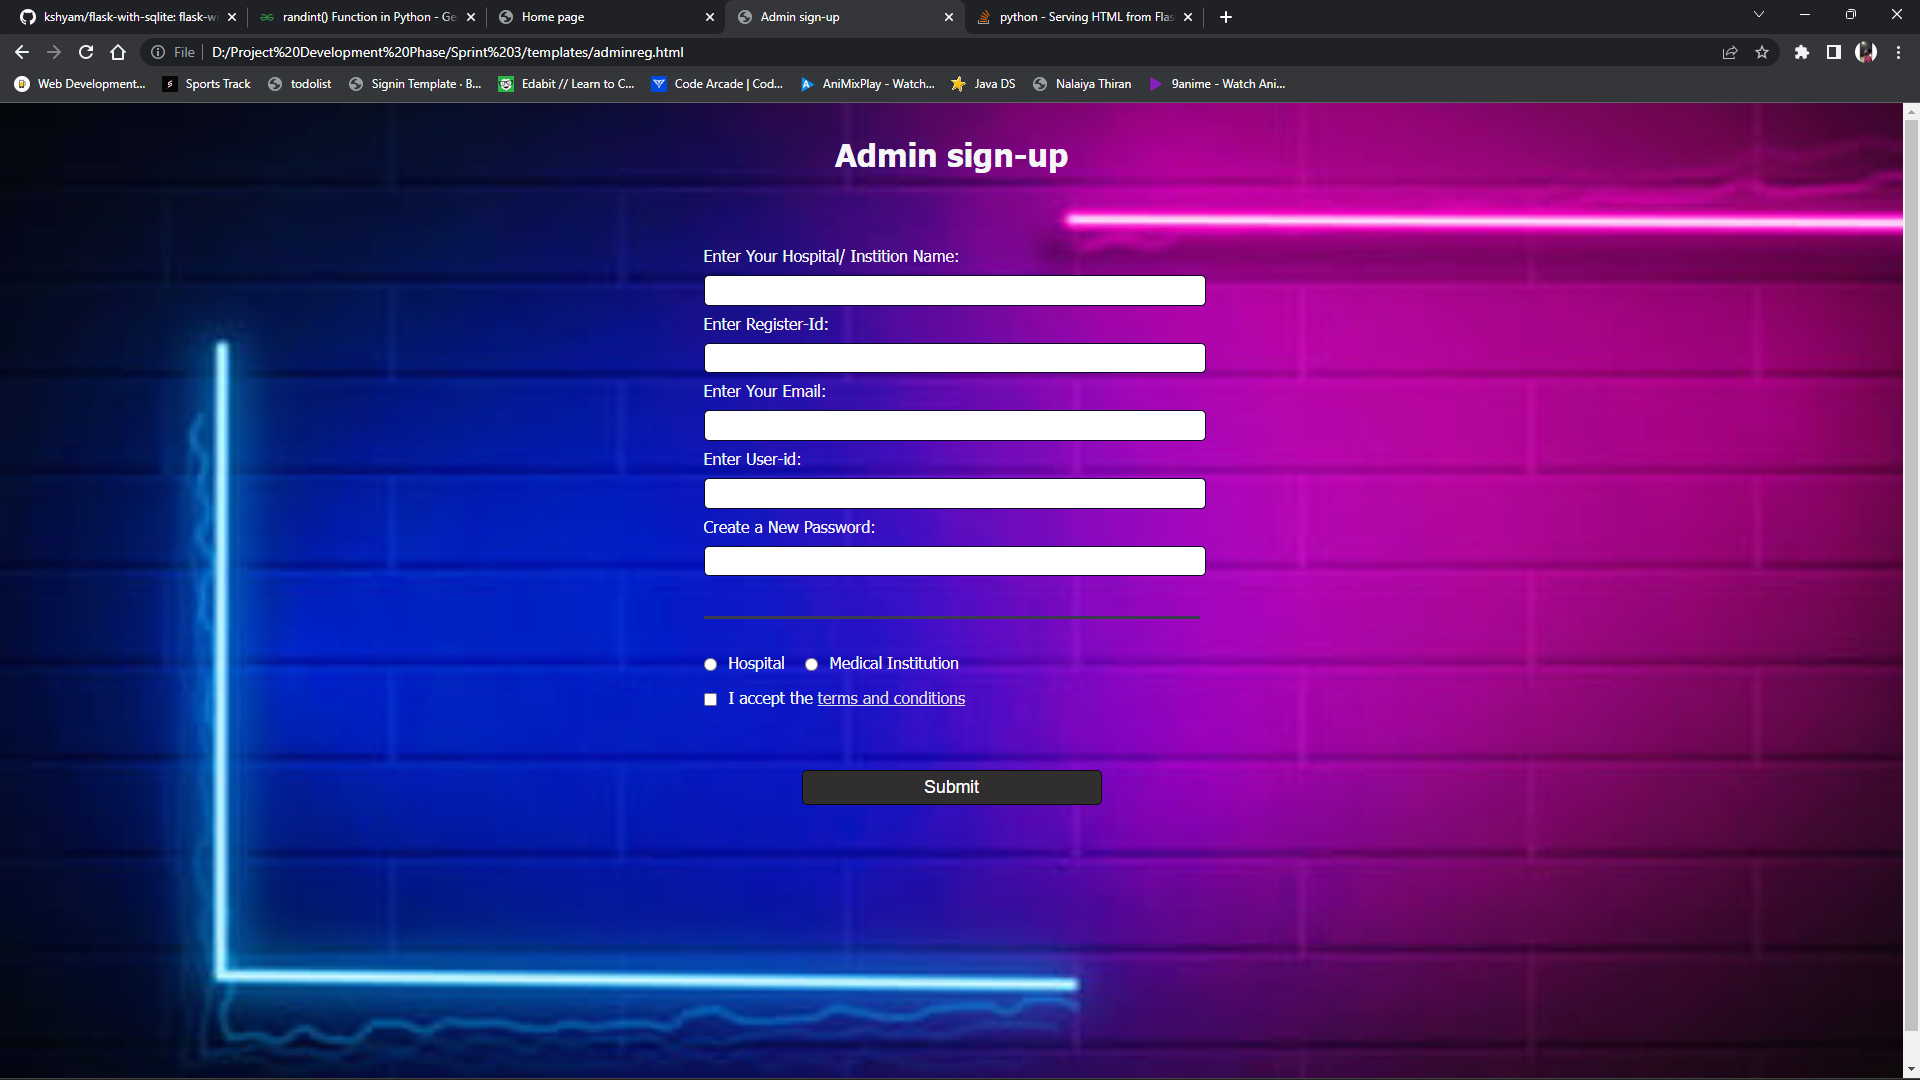 kshyam/flask-with-sqlite: flask-wi
randint() Function in Python - Ge
Home page
Admin sign-up
python - Serving HTML from Flas
File
D:/Project%20Development%20Phase/Sprint%203/templates/adminreg.html
Web Development...
Sports Track
todolist
Signin Template · B...
Edabit // Learn to C...
Code Arcade | Cod...
AniMixPlay - Watch...
Java DS
Nalaiya Thiran
9anime - Watch Ani...
Admin sign-up
Enter Your Hospital/ Instition Name:
Enter Register-Id:
Enter Your Email:
Enter User-id:
Create a New Password:
Hospital Medical Institution
I accept the terms and conditions
Submit